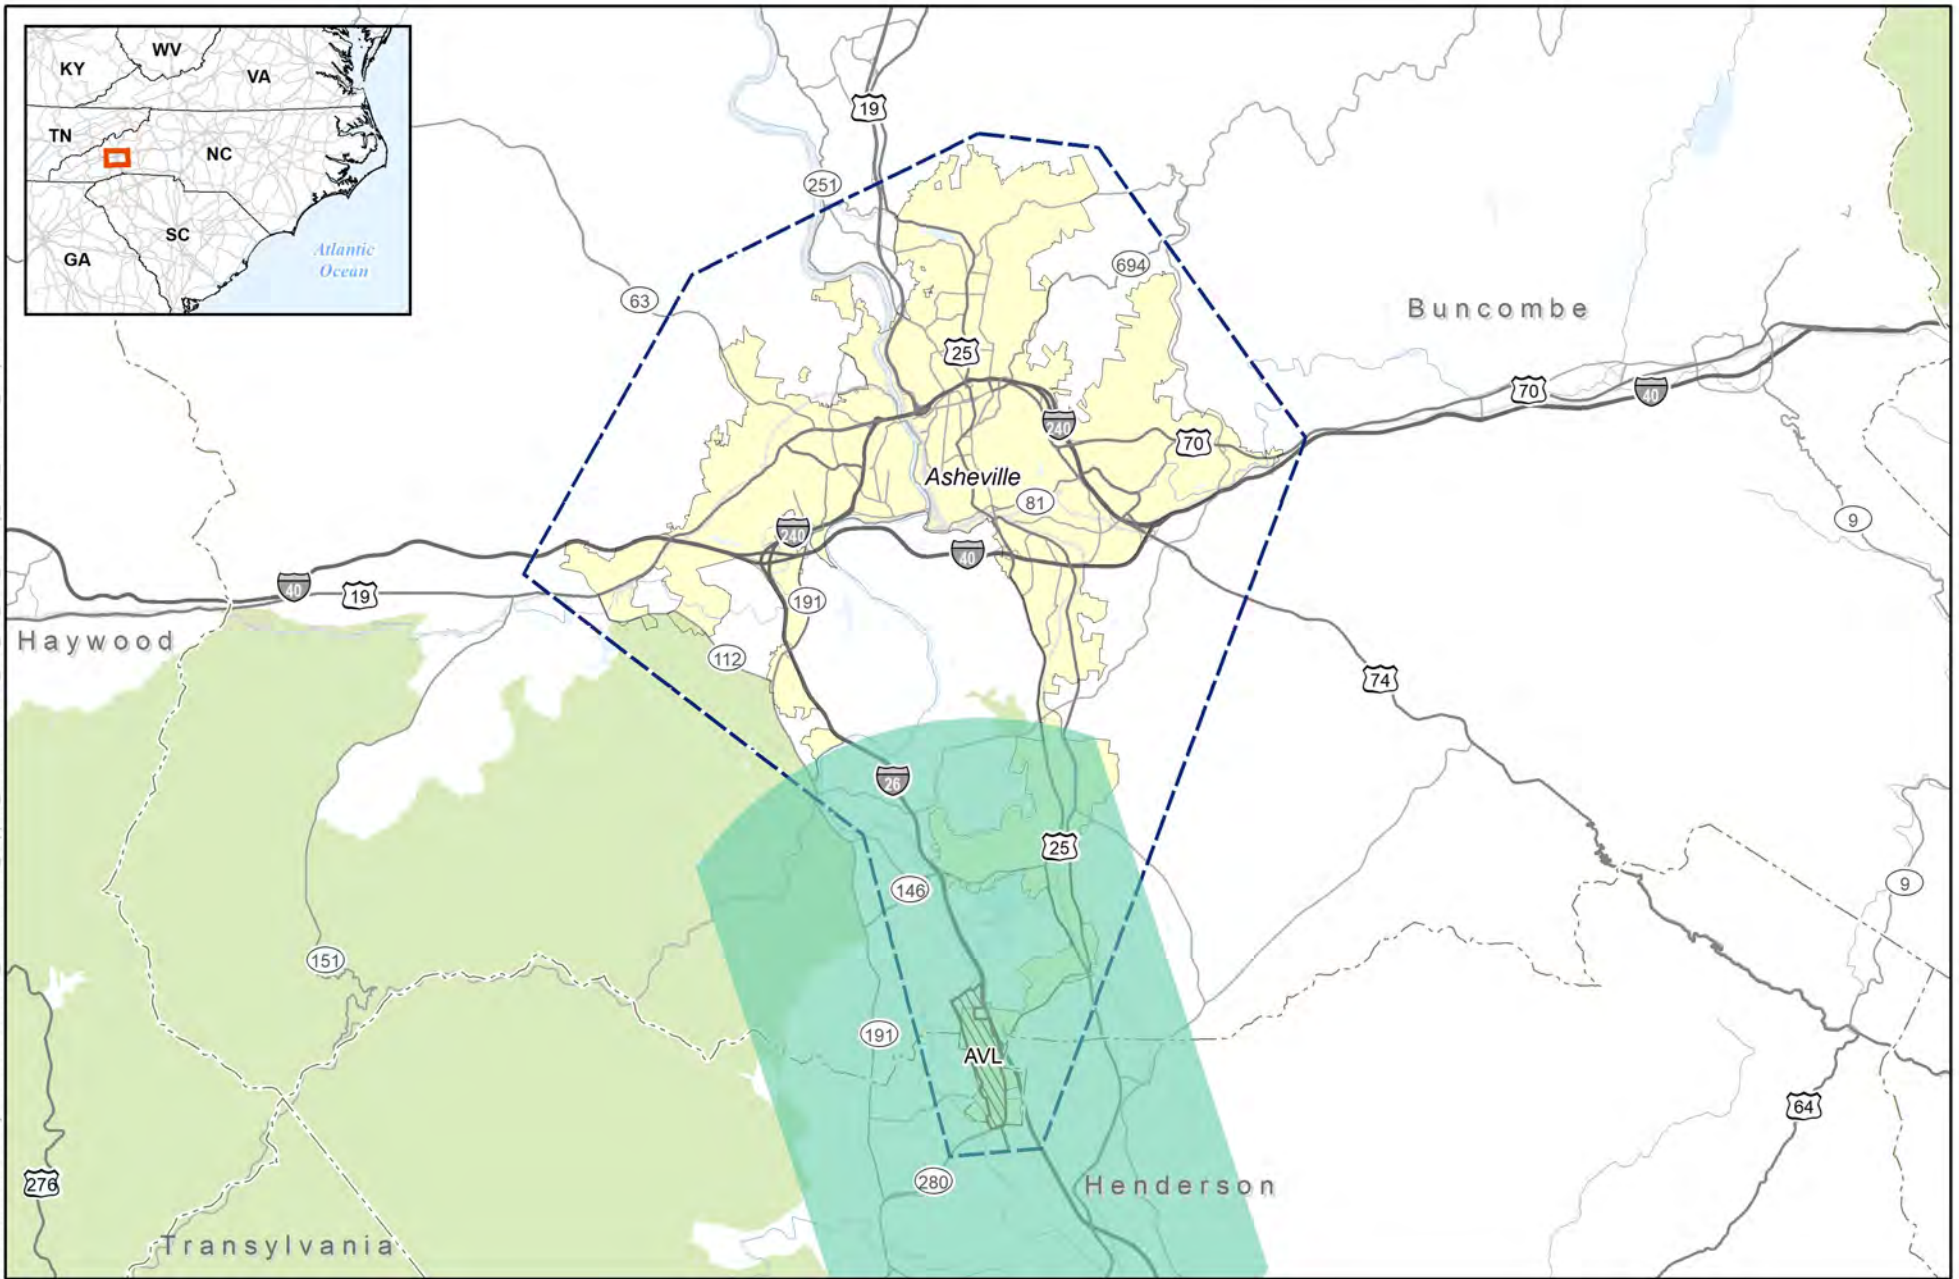 WV
KY
VA
TN
NC
SC
GA
Atlantic
Ocean
19
251
694
63
Buncombe
25
70
40
240
70
Asheville
81
9
240
40
40
19
191
Haywood
112
74
26
25
146
9
151
191
AVL
64
276
280
Henderson
Transylvania